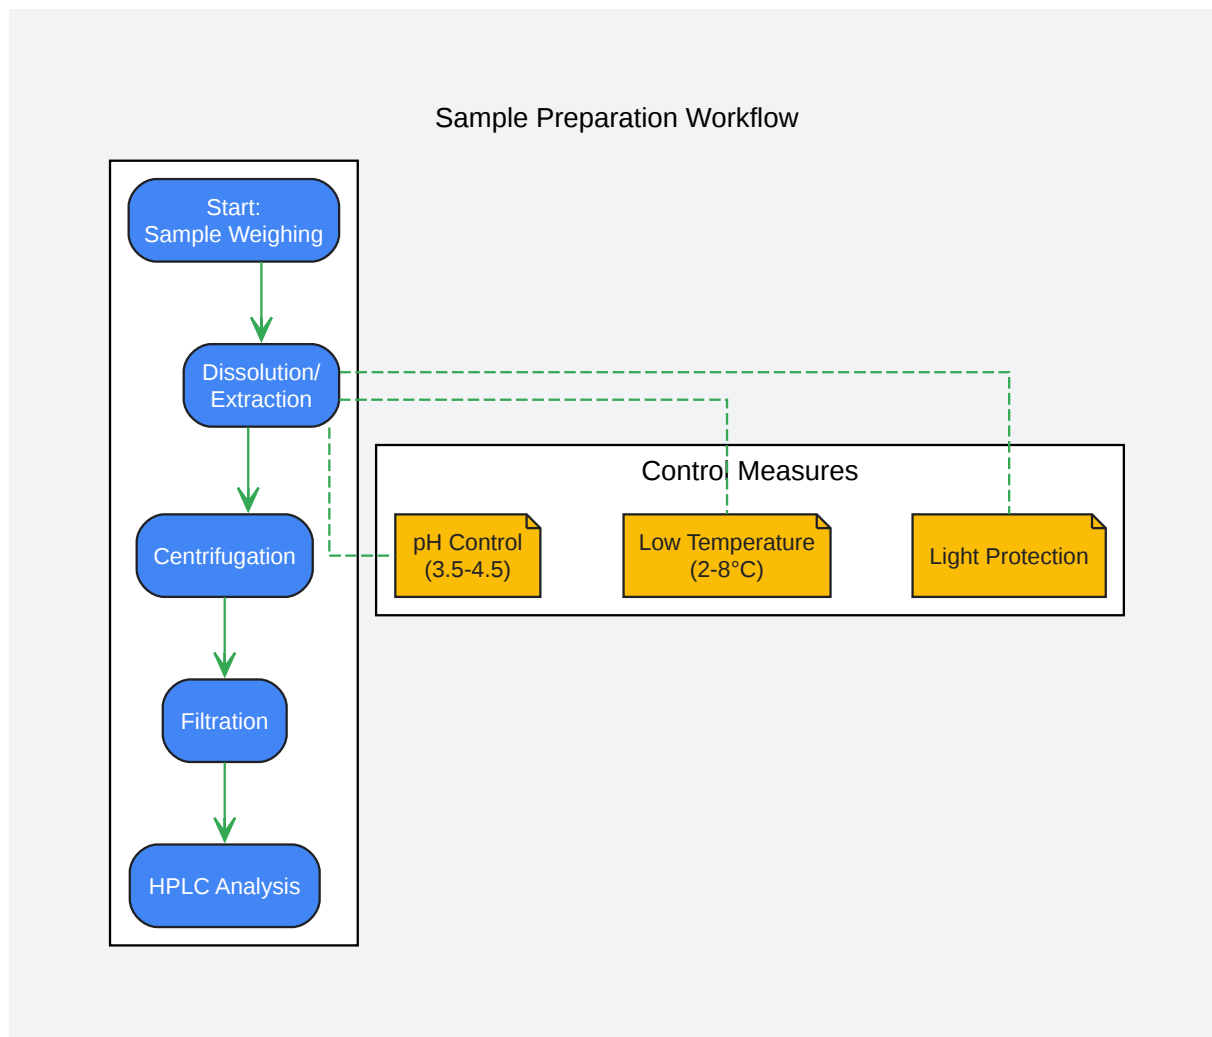 Sample Preparation Workflow
Start:
Sample Weighing
Dissolution/
Extraction
Control Measures
pH Control
(3.5-4.5)
Low Temperature
(2-8°C)
Light Protection
Centrifugation
Filtration
HPLC Analysis